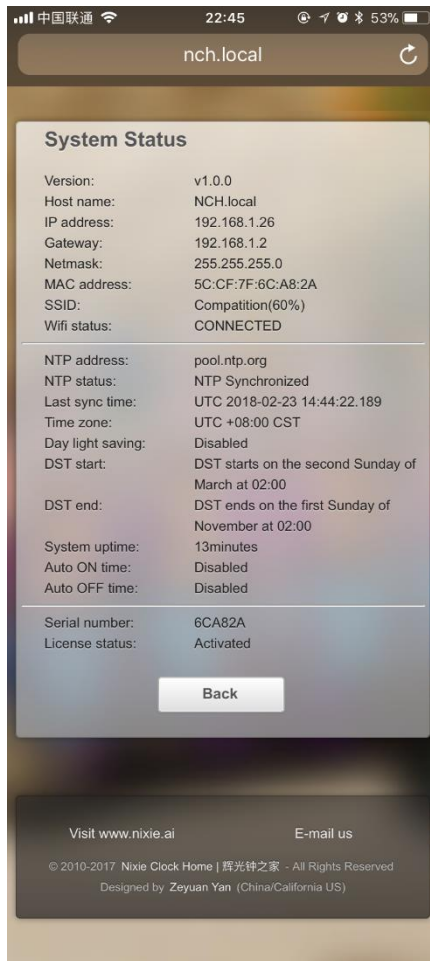 中国联通 22:45 53%
nch.local
System Status
Version: v1.0.0
Host name: NCH.local
IP address: 192.168.1.26
Gateway: 192.168.1.2
Netmask: 255.255.255.0
MAC address: 5C:CF:7F:6C:A8:2A
SSID: Compatition(60%)
Wifi status: CONNECTED
NTP address: pool.ntp.org
NTP status: NTP Synchronized
Last sync time: UTC 2018-02-23 14:44:22.189
Time zone: UTC +08:00 CST
Day light saving: Disabled
DST start: DST starts on the second Sunday of
March at 02:00
DST end: DST ends on the first Sunday of
November at 02:00
System uptime: 13minutes
Auto ON time: Disabled
Auto OFF time: Disabled
Serial number: 6CA82A
License status: Activated
Back
Visit www.nixie.ai E-mail us
© 2010-2017 Nixie Clock Home | 辉光钟之家 - All Rights Reserved
Designed by Zeyuan Yan (China/California US)